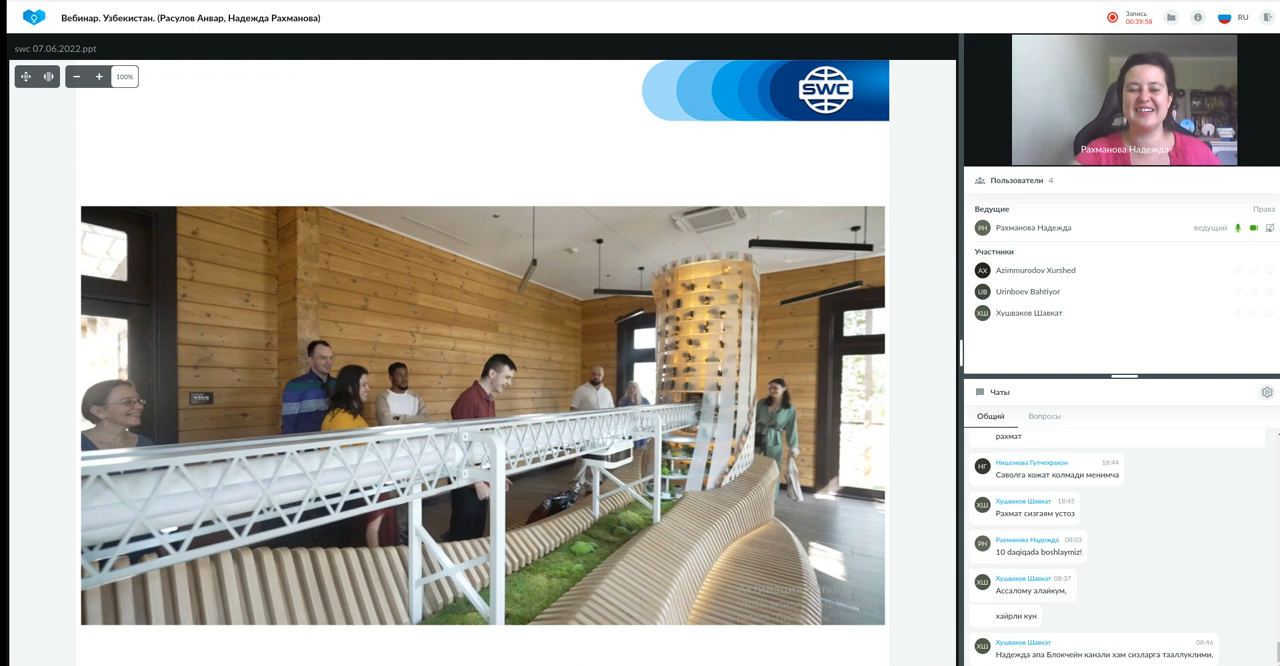 Вебинар. Узбекистан. (Расулов Анвар, Надежда Рахманова)
Запись
00:39:58
RU
swc 07.06.2022.ppt
100%
SWC
Рахманова Надежда
Пользователи 4
Ведущие Права
РН Рахманова Надежда ведущий
Участники
AX Azimmurodov Xurshed
UB Urinboev Bahtiyor
ХШ Хушваков Шавкат
Чаты
Общий Вопросы
рахмат
НГ Нишонова Гулчехрахон 18:44
Саволга хожат колмади менимча
ХШ Хушваков Шавкат 18:45
Рахмат сизгаям устоз
РН Рахманова Надежда 08:03
10 daqiqada boshlaymiz!
ХШ Хушваков Шавкат 08:37
Ассалому алайкум,
хайрли кун
ХШ Хушваков Шавкат 08:46
Надежда апа Блокчейн канали хам сизларга тааллуклими,